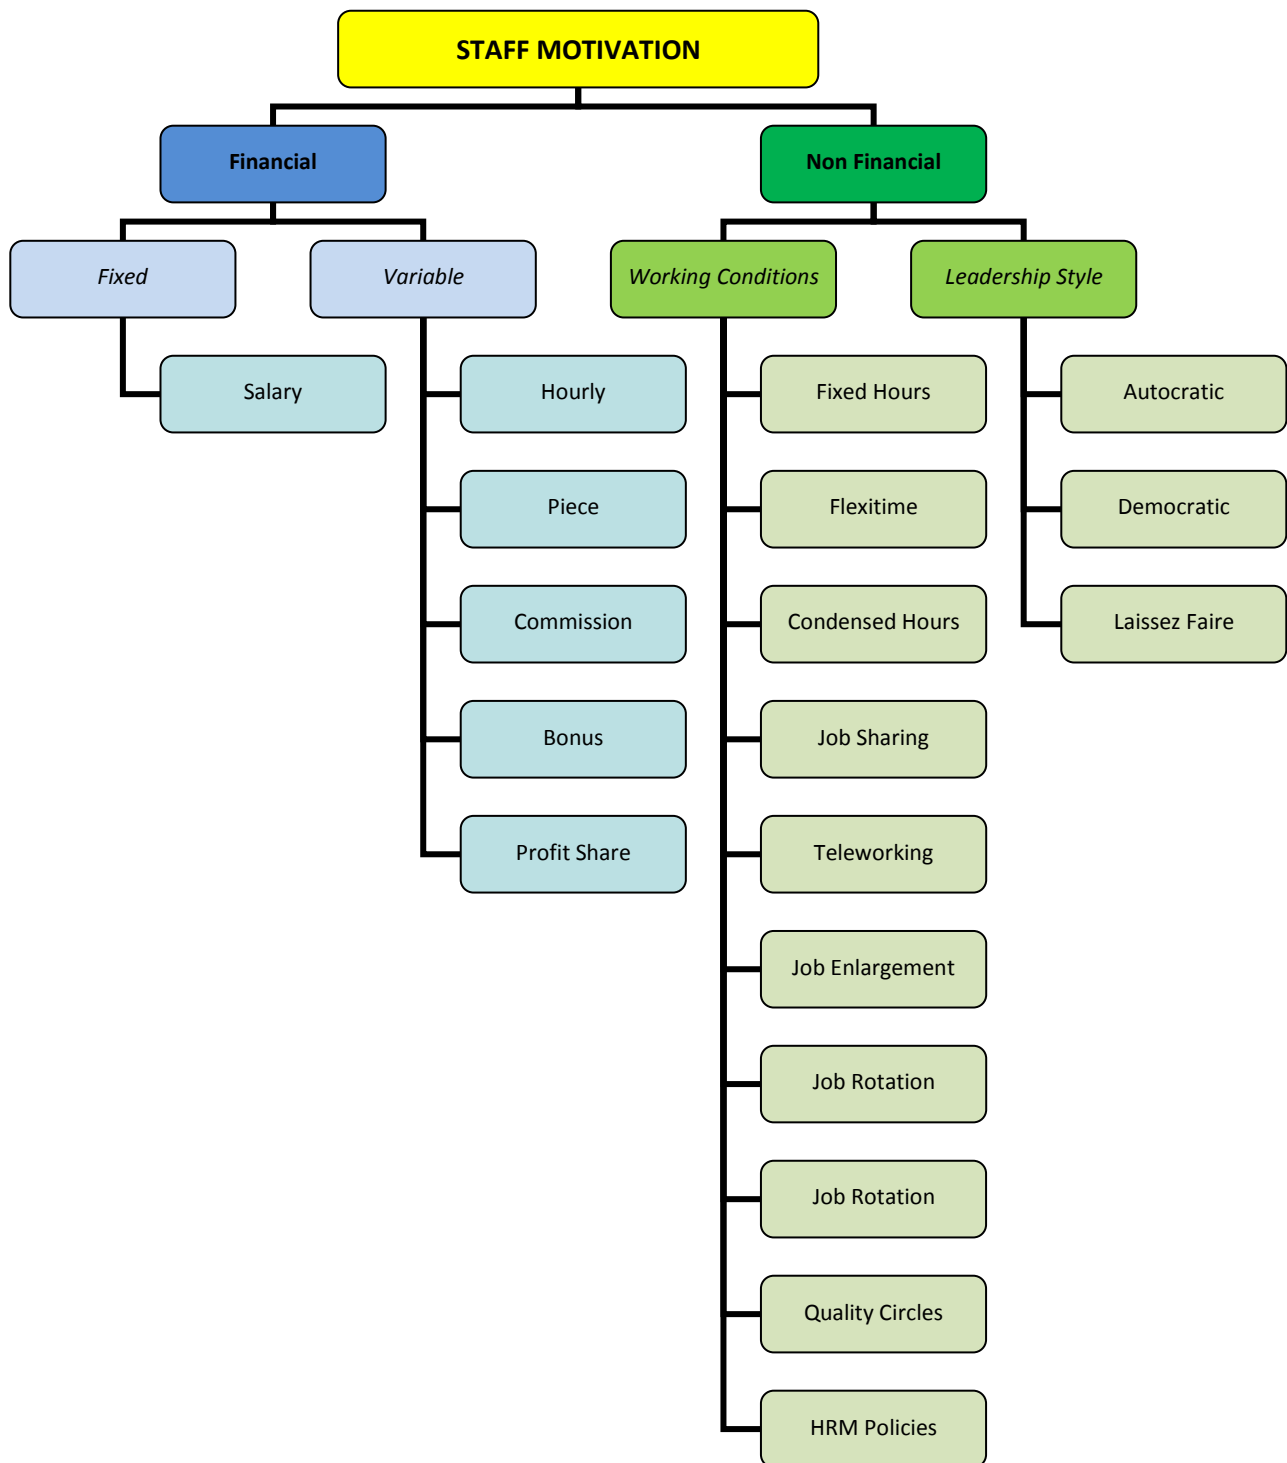 STAFF MOTIVATION
Financial
Non Financial
Fixed
Variable
Working Conditions
Leadership Style
Salary
Hourly
Fixed Hours
Autocratic
Piece
Flexitime
Democratic
Commission
Condensed Hours
Laissez Faire
Bonus
Job Sharing
Profit Share
Teleworking
Job Enlargement
Job Rotation
Job Rotation
Quality Circles
HRM Policies